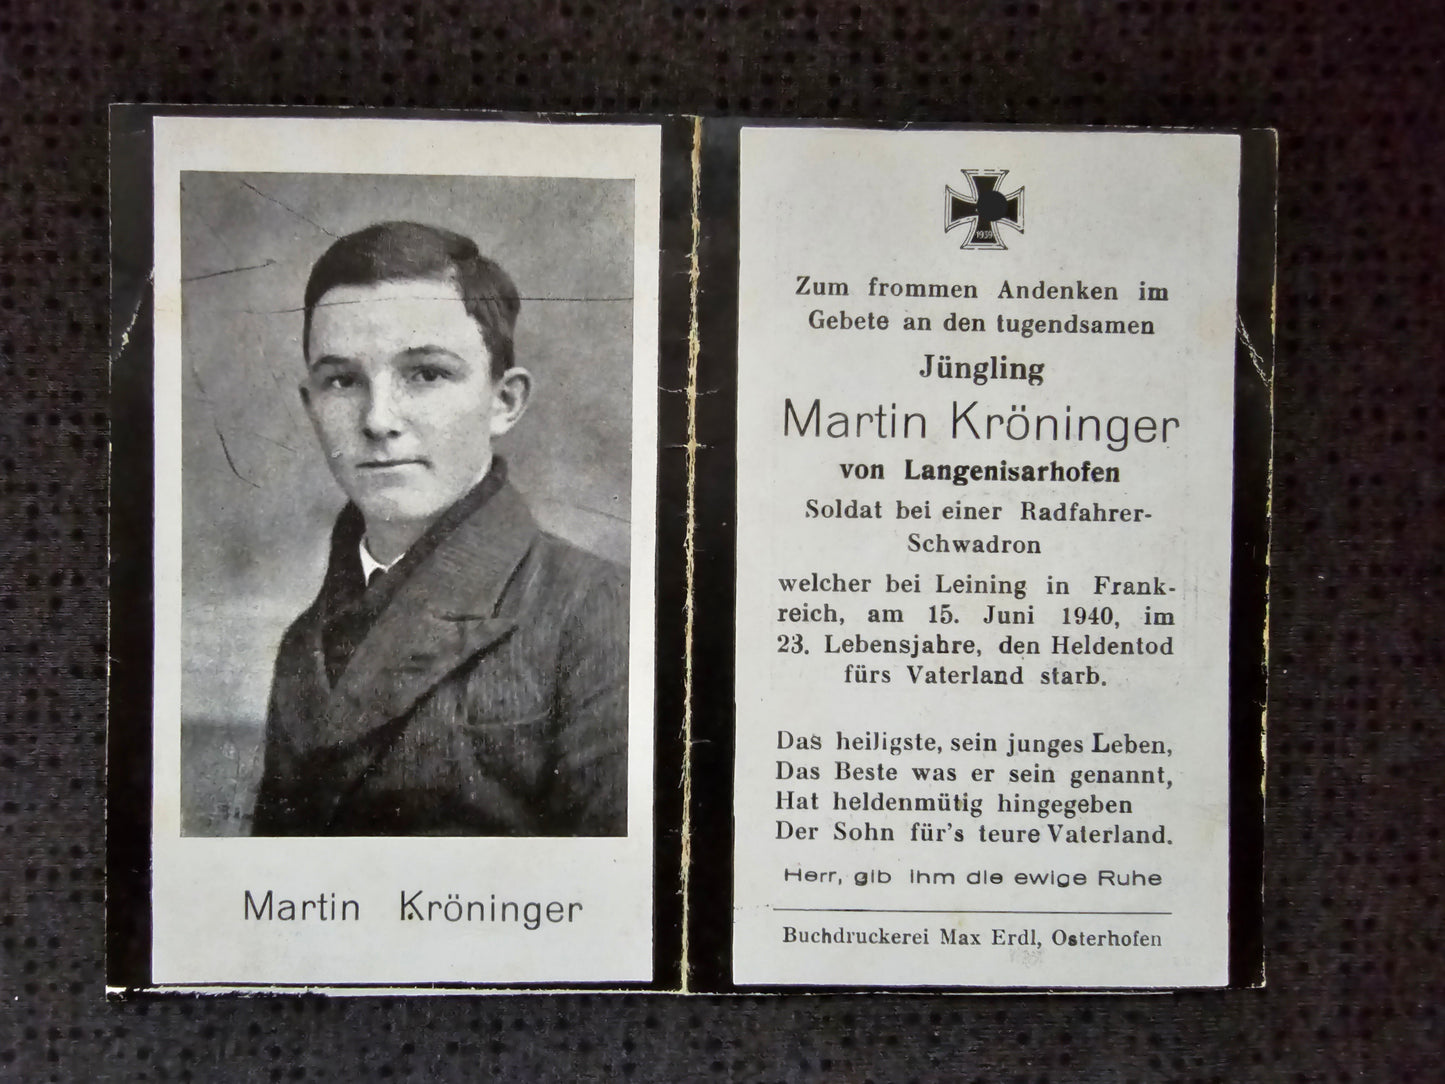 Martin Kröninger
1939
Zum frommen Andenken im
Gebete an den tugendsamen
Jüngling
Martin Kröninger
von Langenisarhofen
Soldat bei einer Radfahrer-
Schwadron
welcher bei Leining in Frank-
reich, am 15. Juni 1940, im
23. Lebensjahre, den Heldentod
fürs Vaterland starb.
Das heiligste, sein junges Leben,
Das Beste was er sein genannt,
Hat heldenmütig hingegeben
Der Sohn für's teure Vaterland.
Herr, gib ihm die ewige Ruhe
Buchdruckerei Max Erdl, Osterhofen